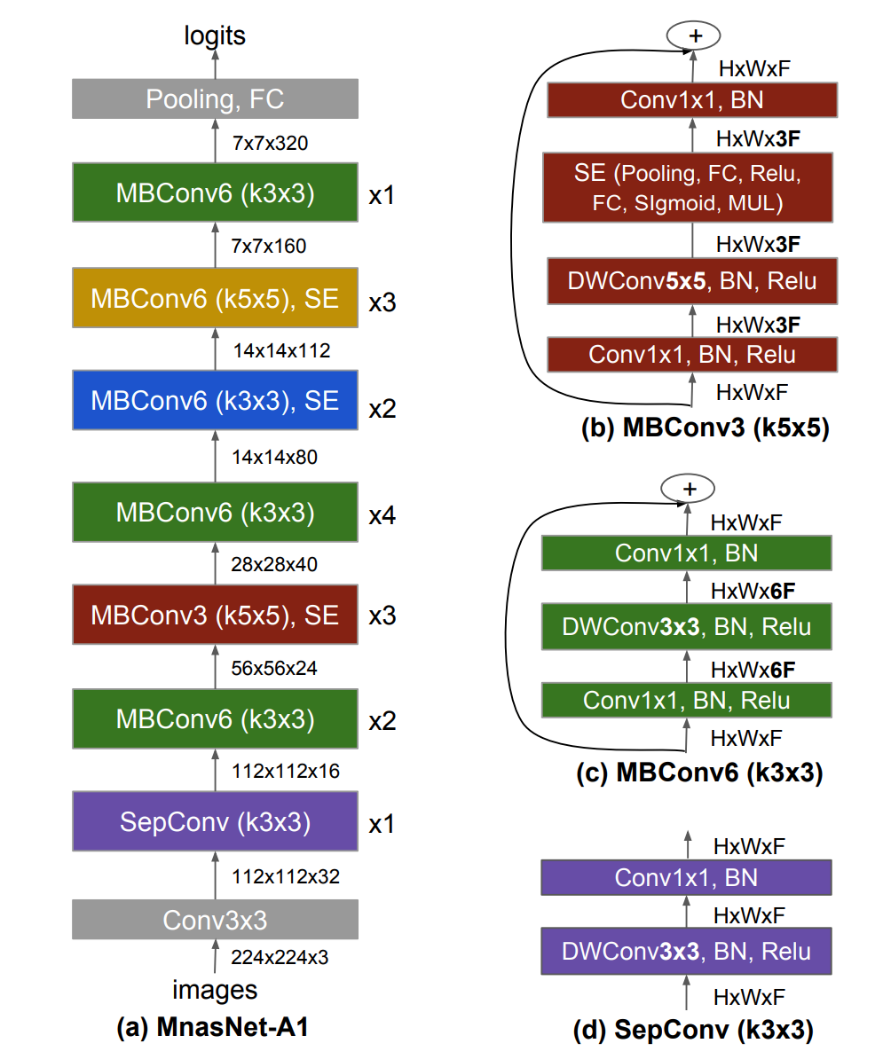 logits
Pooling, FC
7x7x320
MBConv6 (k3x3)
x1
7x7x160
MBConv6 (k5x5), SE
x3
14x14x112
MBConv6 (k3x3), SE
x2
14x14x80
MBConv6 (k3x3)
x4
28x28x40
MBConv3 (k5x5), SE
x3
56x56x24
MBConv6 (k3x3)
x2
112x112x16
SepConv (k3x3)
x1
112x112x32
Conv3x3
224x224x3
images
(a) MnasNet-A1
+
HxWxF
Conv1x1, BN
HxWx3F
SE (Pooling, FC, Relu,
FC, SIgmoid, MUL)
HxWx3F
DWConv5x5, BN, Relu
HxWx3F
Conv1x1, BN, Relu
HxWxF
(b) MBConv3 (k5x5)
+
HxWxF
Conv1x1, BN
HxWx6F
DWConv3x3, BN, Relu
HxWx6F
Conv1x1, BN, Relu
HxWxF
(c) MBConv6 (k3x3)
HxWxF
Conv1x1, BN
HxWxF
DWConv3x3, BN, Relu
HxWxF
(d) SepConv (k3x3)